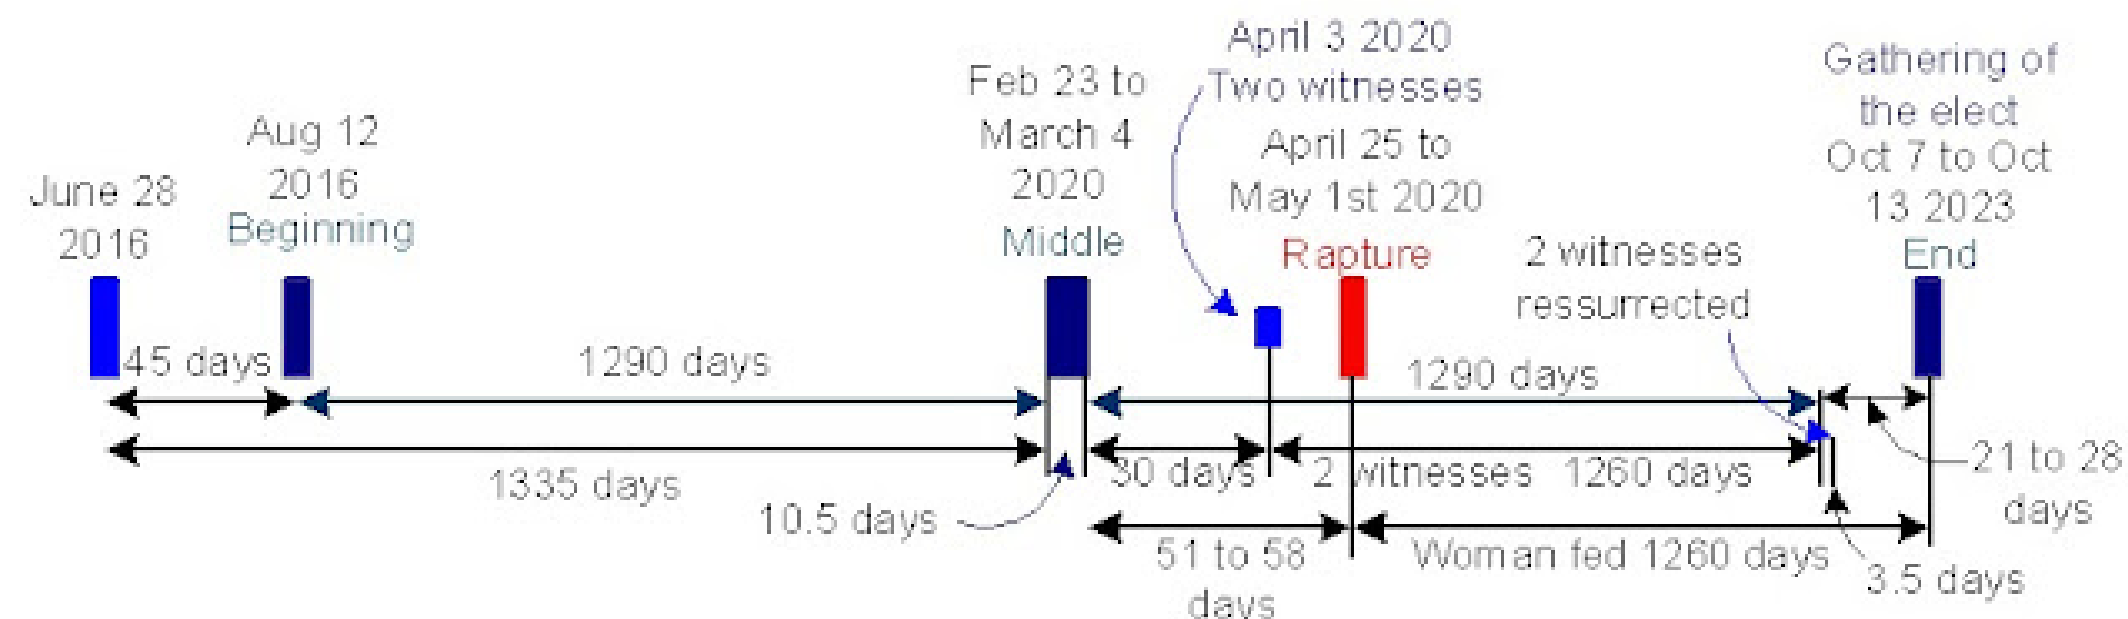 June 28
2016
Aug 12
2016
Beginning
Feb 23 to
March 4
2020
Middle
April 3 2020
Two witnesses
April 25 to
May 1st 2020
Rapture
2 witnesses
ressurrected
Gathering of
the elect
Oct 7 to Oct
13 2023
End
45 days
1290 days
1290 days
1335 days
10.5 days
30 days
2 witnesses 1260 days
21 to 28
days
51 to 58
days
Woman fed 1260 days
3.5 days